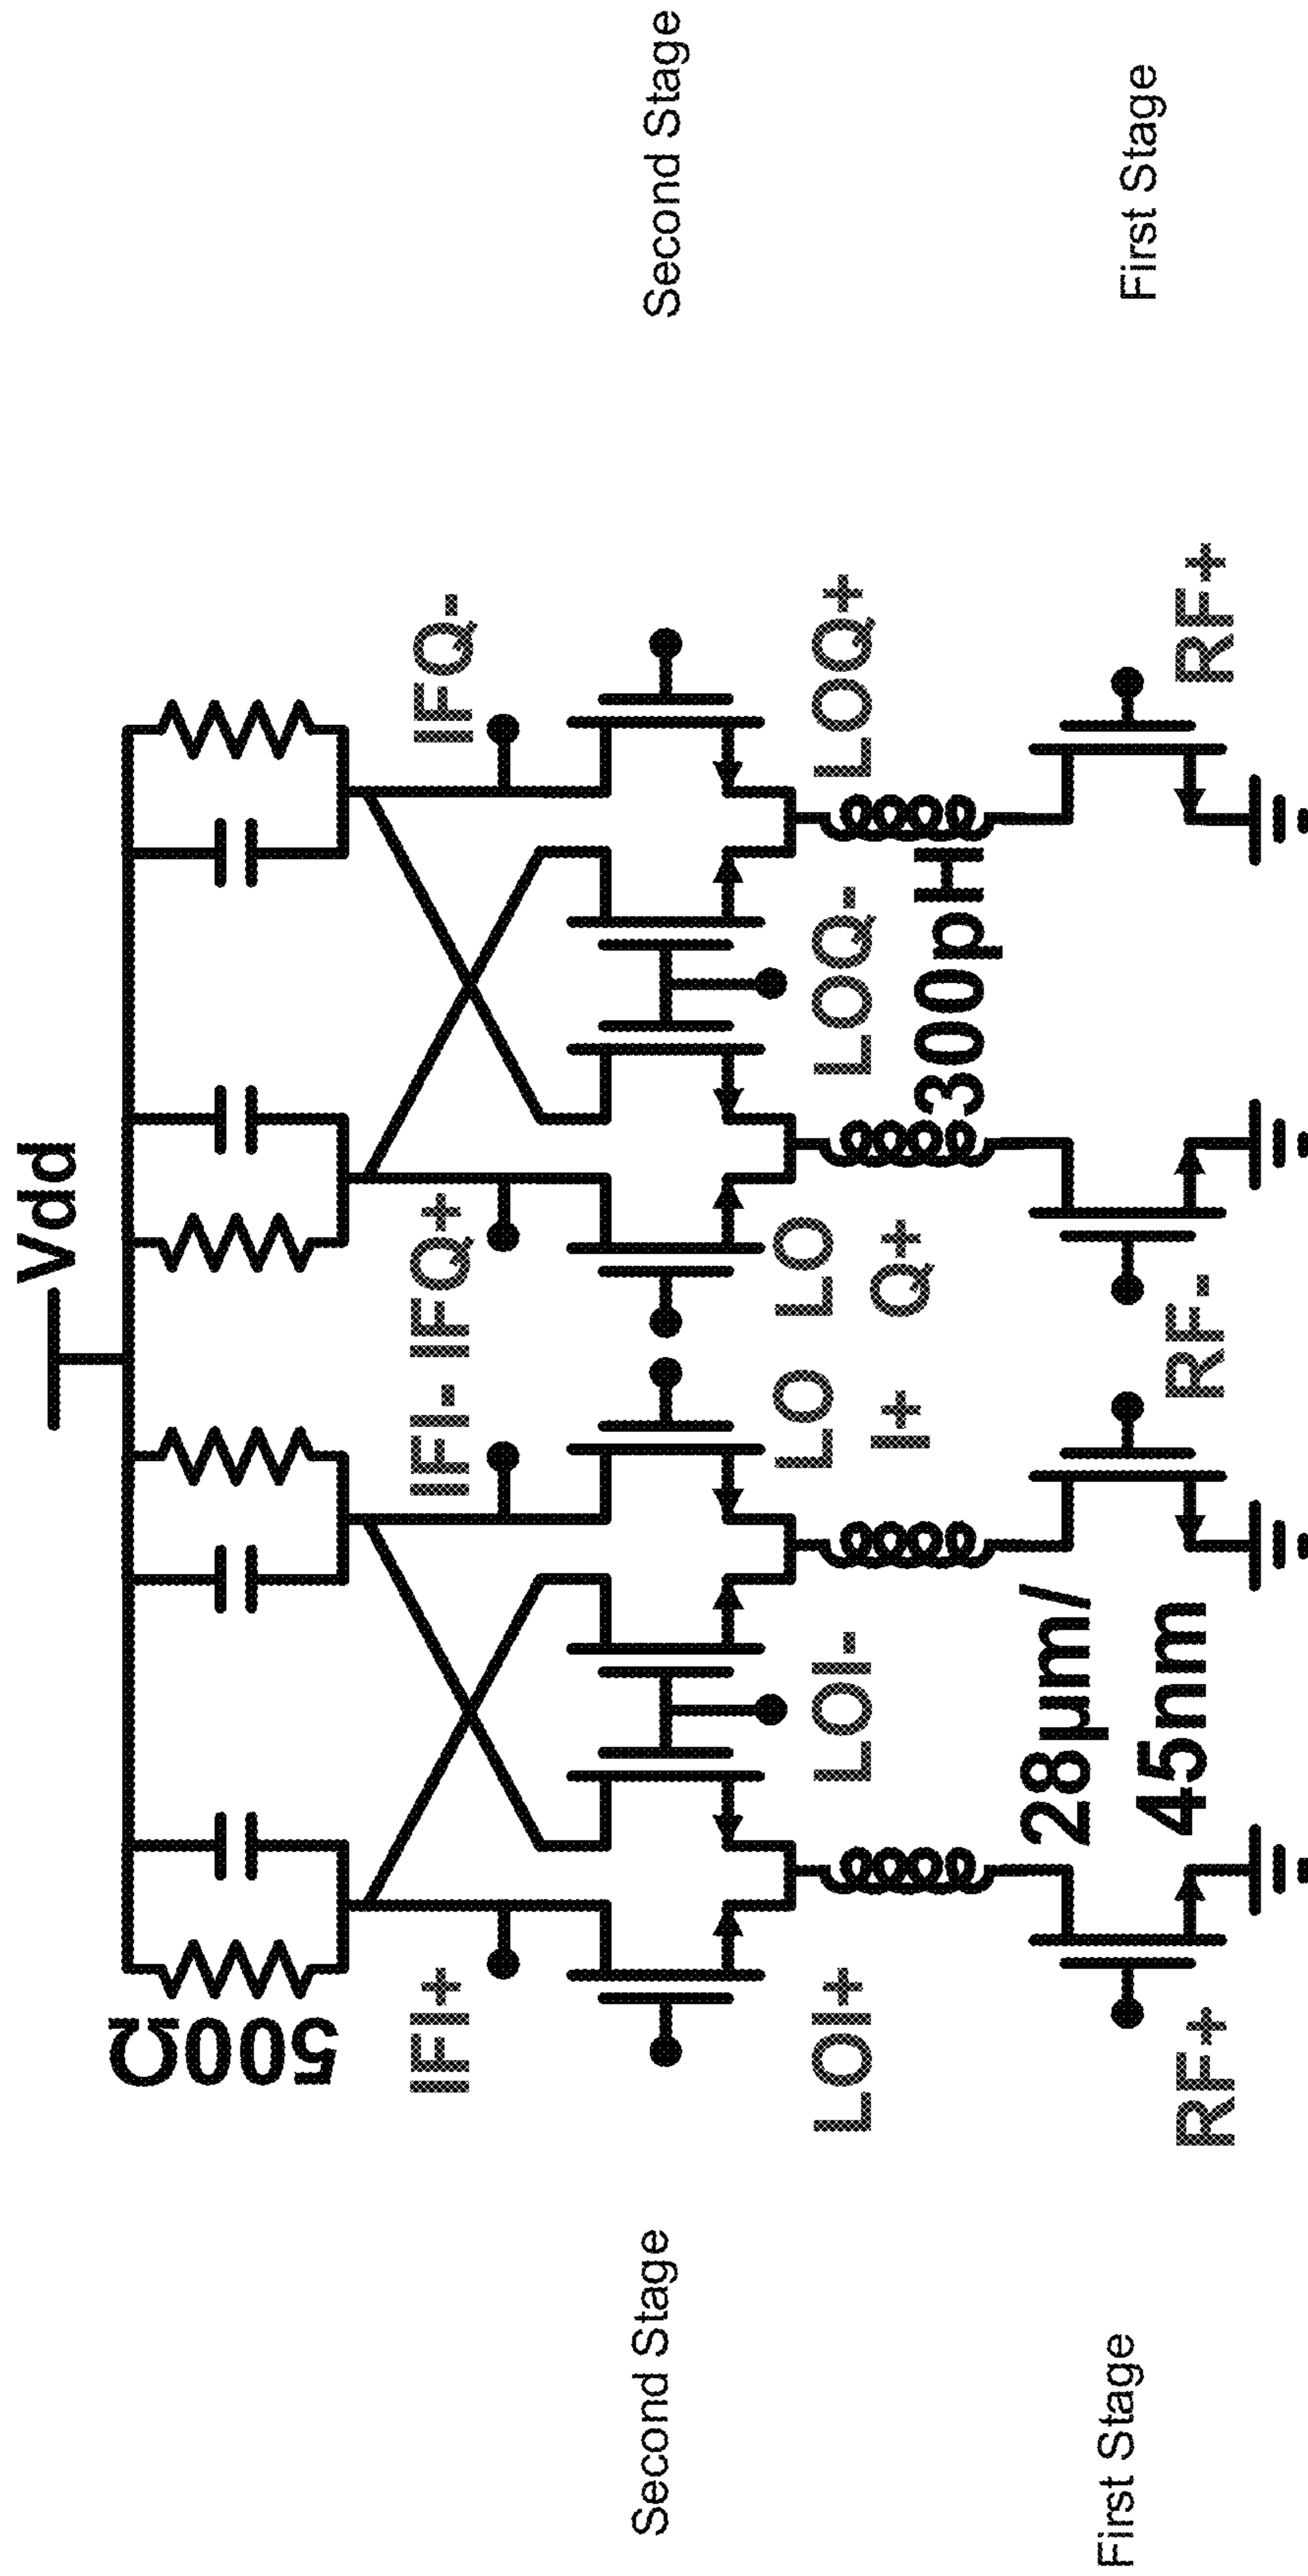 Vdd
500Ω
IFI+
IFI-
IFQ+
IFQ-
Second Stage
Second Stage
LOI+
LOI-
LO
I+
LO
Q+
LOQ-
LOQ+
300pH
28μm/
45nm
First Stage
First Stage
RF+
RF-
RF+